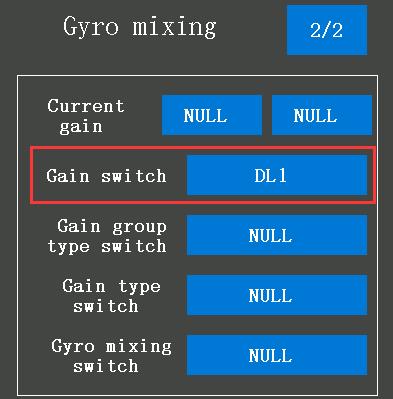 Gyro mixing 2/2
Current
gain NULL NULL
Gain switch DL1
Gain group
type switch NULL
Gain type
switch NULL
Gyro mixing
switch NULL